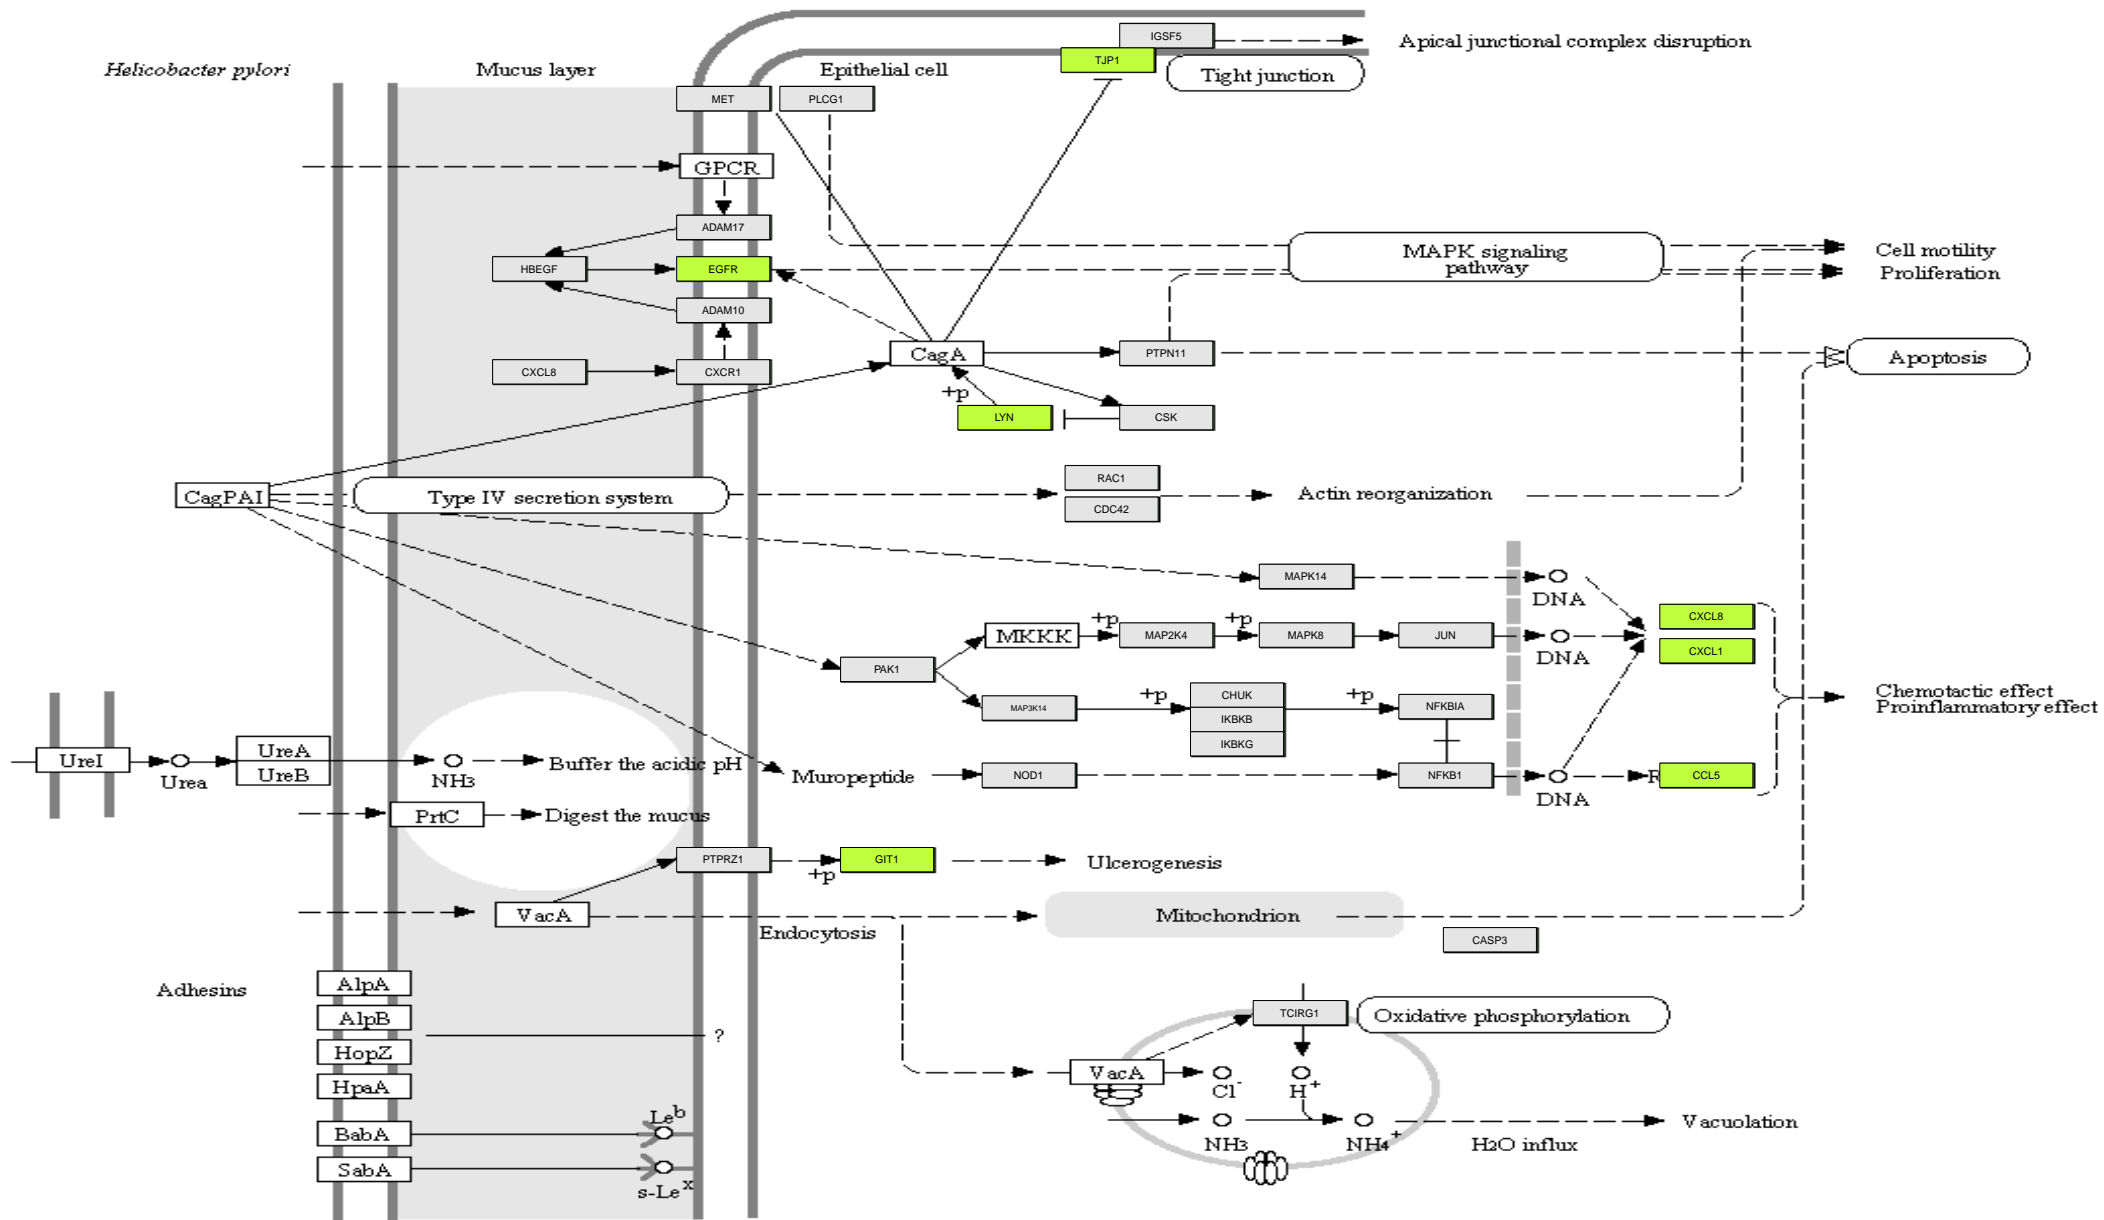 IGSF5
Apical junctional complex disruption
TJP1
Helicobacter pylori
Mucus layer
Epithelial cell
Tight junction
MET
PLCG1
GPCR
ADAM17
MAPK signaling
pathway
Cell motility
Proliferation
HBEGF
EGFR
ADAM10
CagA
PTPN11
Apoptosis
CXCL8
CXCR1
+p
LYN
CSK
CagPAI
Type IV secretion system
RAC1
CDC42
Actin reorganization
MAPK14
DNA
CXCL8
+p
+p
MKKK
MAP2K4
MAPK8
JUN
DNA
CXCL1
PAK1
+p
+p
MAP3K14
CHUK
IKBKB
IKBKG
NFKBIA
Chemotactic effect
Proinflammatory effect
UreI
Urea
UreA
UreB
NH3
Buffer the acidic pH
Muropeptide
NOD1
NFKB1
DNA
R
CCL5
PrtC
Digest the mucus
PTPRZ1
+p
GIT1
Ulcerogenesis
VacA
Endocytosis
Mitochondrion
CASP3
Adhesins
AlpA
AlpB
HopZ
HpaA
BabA
SabA
?
Le b
s-Le x
TCIRG1
Oxidative phosphorylation
VacA
Cl-
H+
NH3
NH4+
H2O influx
Vacuolation